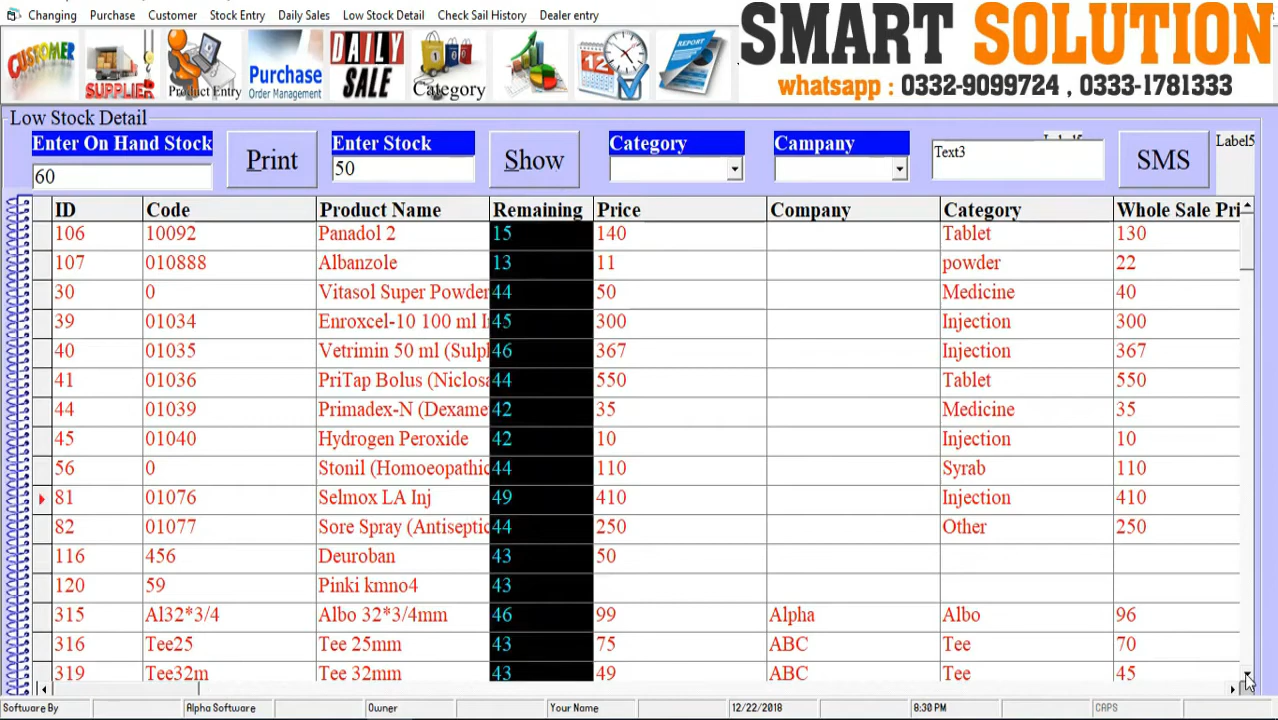 Changing Purchase Customer Stock Entry Daily Sales Low Stock Detail Check Sail History Dealer entry
SMART SOLUTION
whatsapp : 0332-9099724 , 0333-1781333
CUSTOMER
SUPPLIER
Product Entry
Purchase
Order Management
DAILY
SALE
Category
12
REPORT
Low Stock Detail
Enter On Hand Stock
60
Print
Enter Stock
50
Show
Category
Campany
Text3
SMS
Label5
ID Code Product Name Remaining Price Company Category Whole Sale Pri
106 10092 Panadol 2 15 140 Tablet 130
107 010888 Albanzole 13 11 powder 22
30 0 Vitasol Super Powder 44 50 Medicine 40
39 01034 Enroxcel-10 100 ml I 45 300 Injection 300
40 01035 Vetrimin 50 ml (Sulp 46 367 Injection 367
41 01036 PriTap Bolus (Niclosa 44 550 Tablet 550
44 01039 Primadex-N (Dexame 42 35 Medicine 35
45 01040 Hydrogen Peroxide 42 10 Injection 10
56 0 Stonil (Homoeopathic 44 110 Syrab 110
81 01076 Selmox LA Inj 49 410 Injection 410
82 01077 Sore Spray (Antiseptic 44 250 Other 250
116 456 Deuroban 43 50
120 59 Pinki kmno4 43
315 Al32*3/4 Albo 32*3/4mm 46 99 Alpha Albo 96
316 Tee25 Tee 25mm 43 75 ABC Tee 70
319 Tee32m Tee 32mm 43 49 ABC Tee 45
Software By Alpha Software Owner Your Name 12/22/2018 8:30 PM CAPS